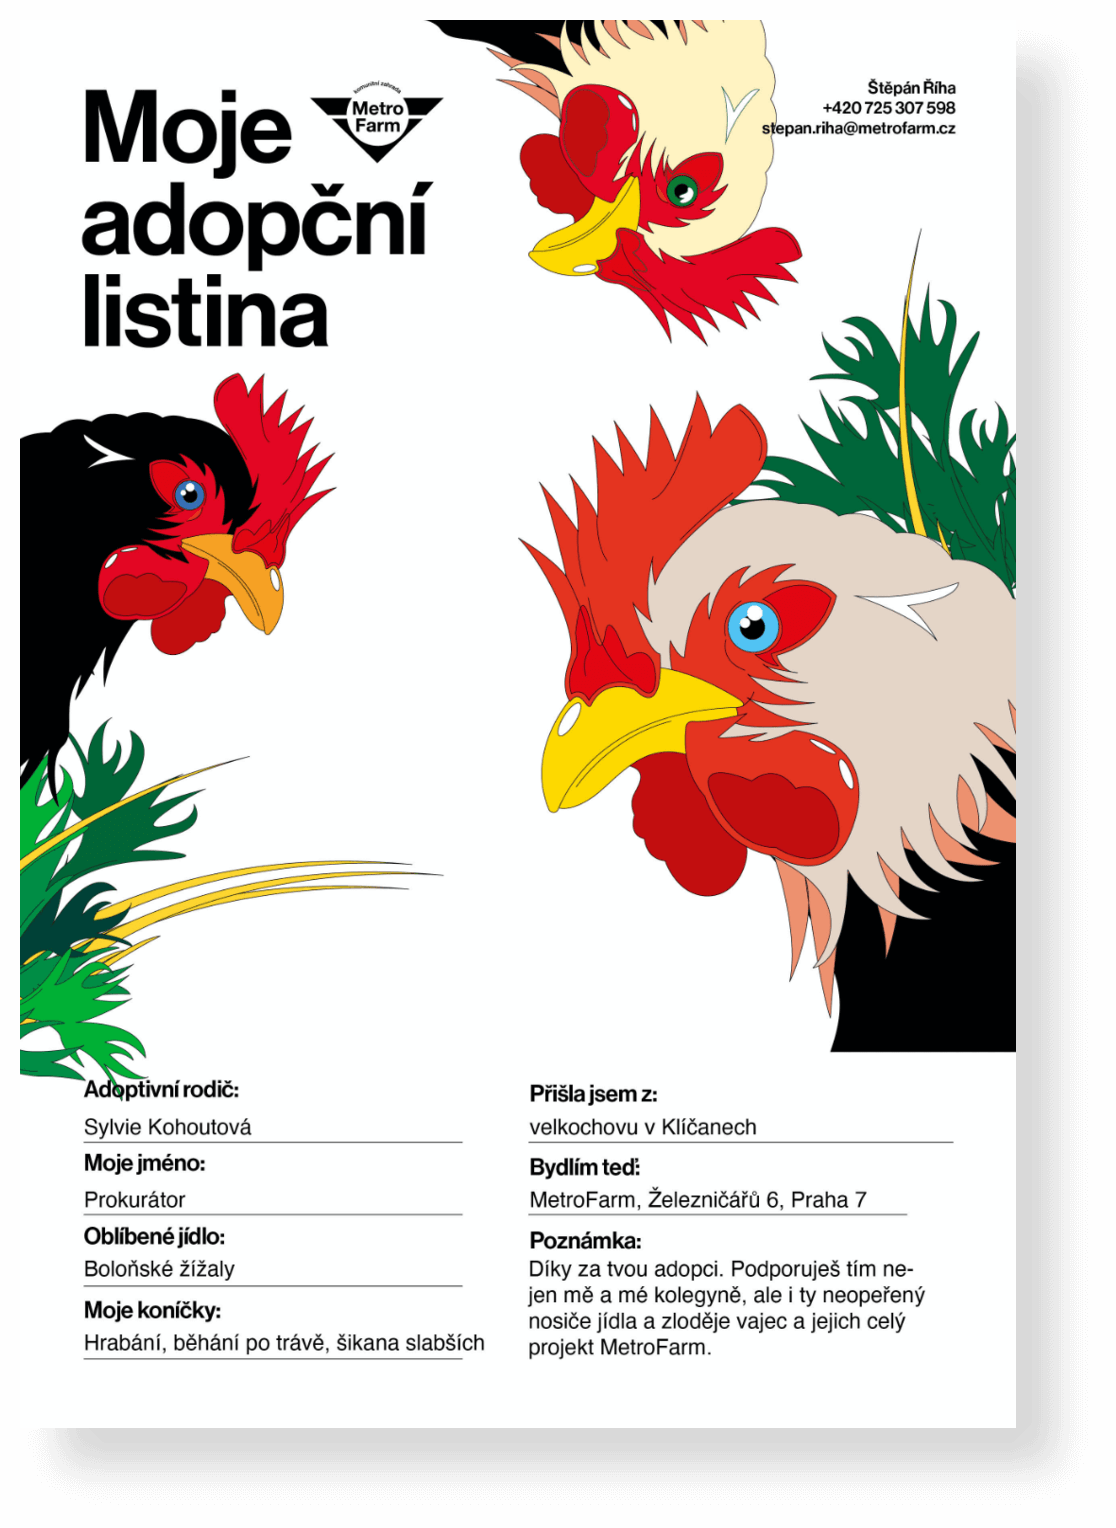 Moje
adopční
listina
komunitní zahrada
Metro
Farm
Štěpán Říha
+420 725 307 598
stepan.riha@metrofarm.cz
Adoptivní rodič:
Sylvie Kohoutová
Moje jméno:
Prokurátor
Oblíbené jídlo:
Boloňské žížaly
Moje koníčky:
Hrabání, běhání po trávě, šikana slabších
Přišla jsem z:
velkochovu v Klíčanech
Bydlím teď:
MetroFarm, Železničářů 6, Praha 7
Poznámka:
Díky za tvou adopci. Podporuješ tím ne-
jen mě a mé kolegyně, ale i ty neopeřený
nosiče jídla a zloděje vajec a jejich celý
projekt MetroFarm.